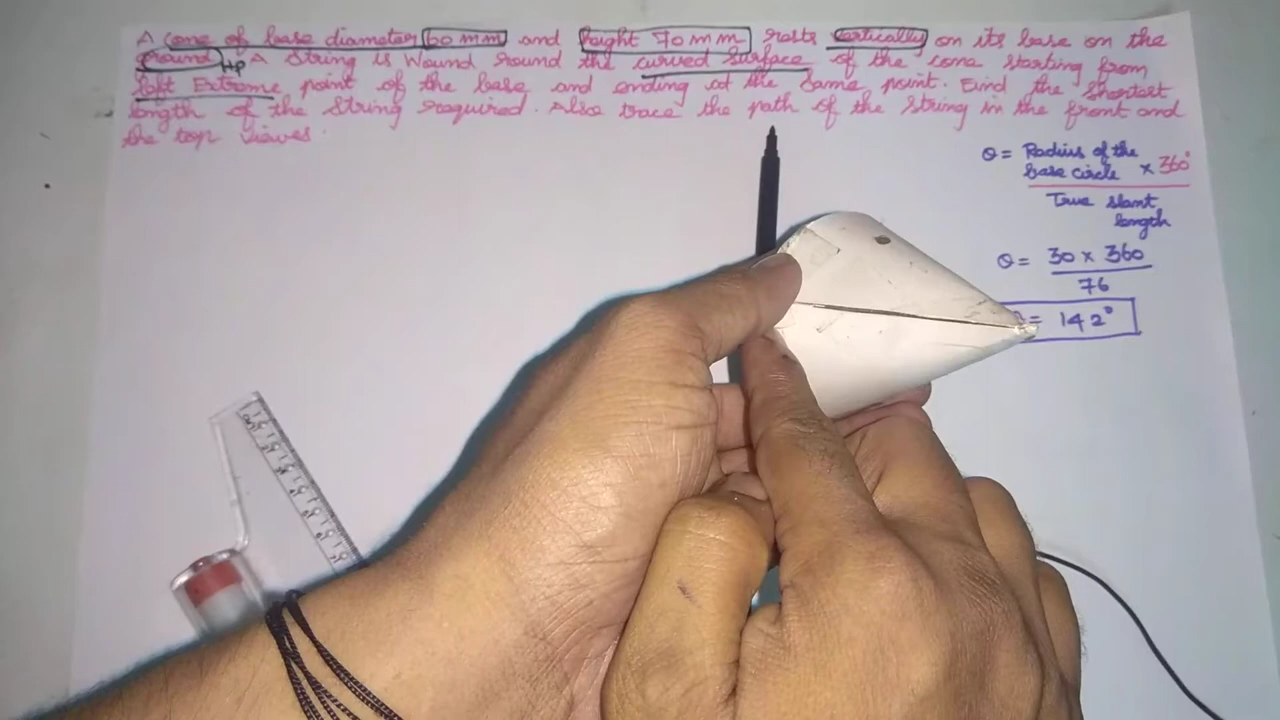 A cone of base diameter 60 mm and height 70 mm rests vertically on its base on the
ground HP A String is Wound round the curved surface of the cone starting from
left Extreme point of the base and ending at the Same point. Find the Shortest
length of the String required. Also trace the path of the String in the front and
the top views.
θ = Radius of the base circle × 360°
True slant length
θ = 30 × 360
76
= 142°